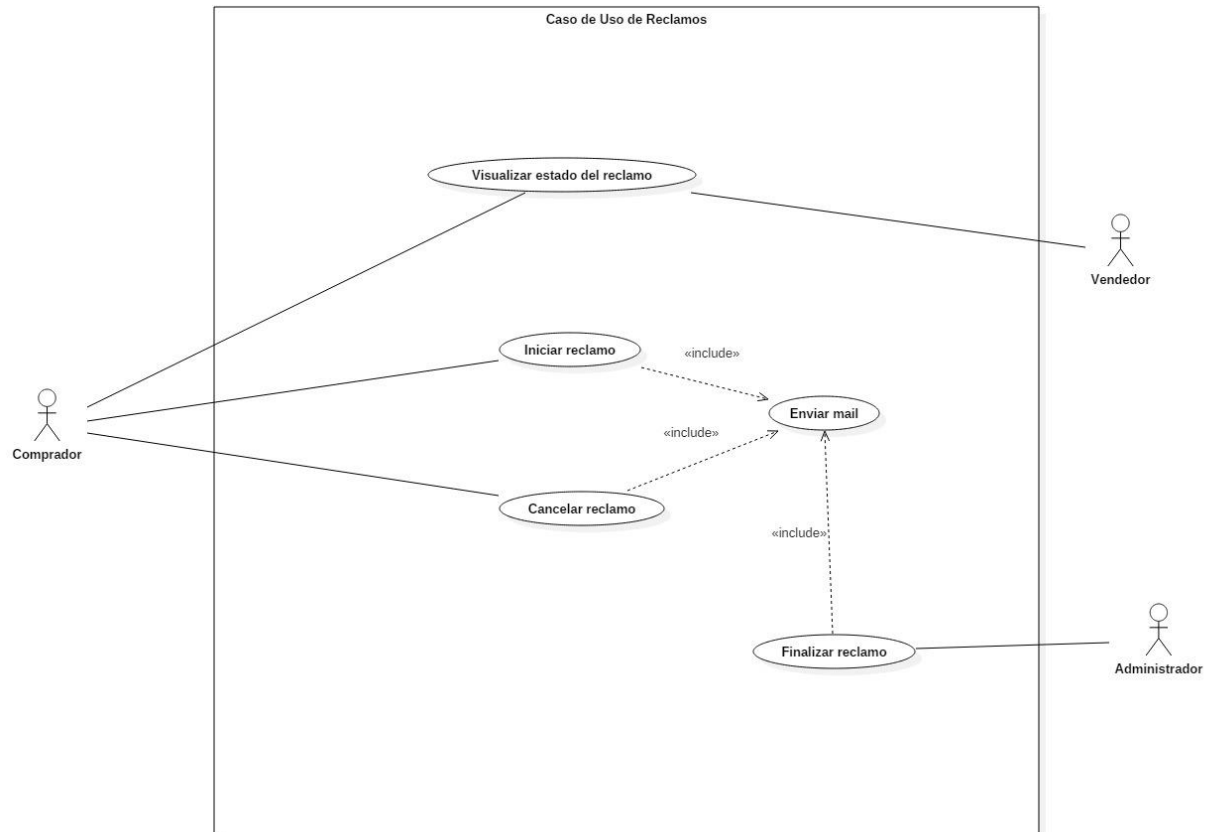 Caso de Uso de Reclamos
Visualizar estado del reclamo
Vendedor
Iniciar reclamo
«include»
Enviar mail
«include»
Comprador
Cancelar reclamo
«include»
Finalizar reclamo
Administrador